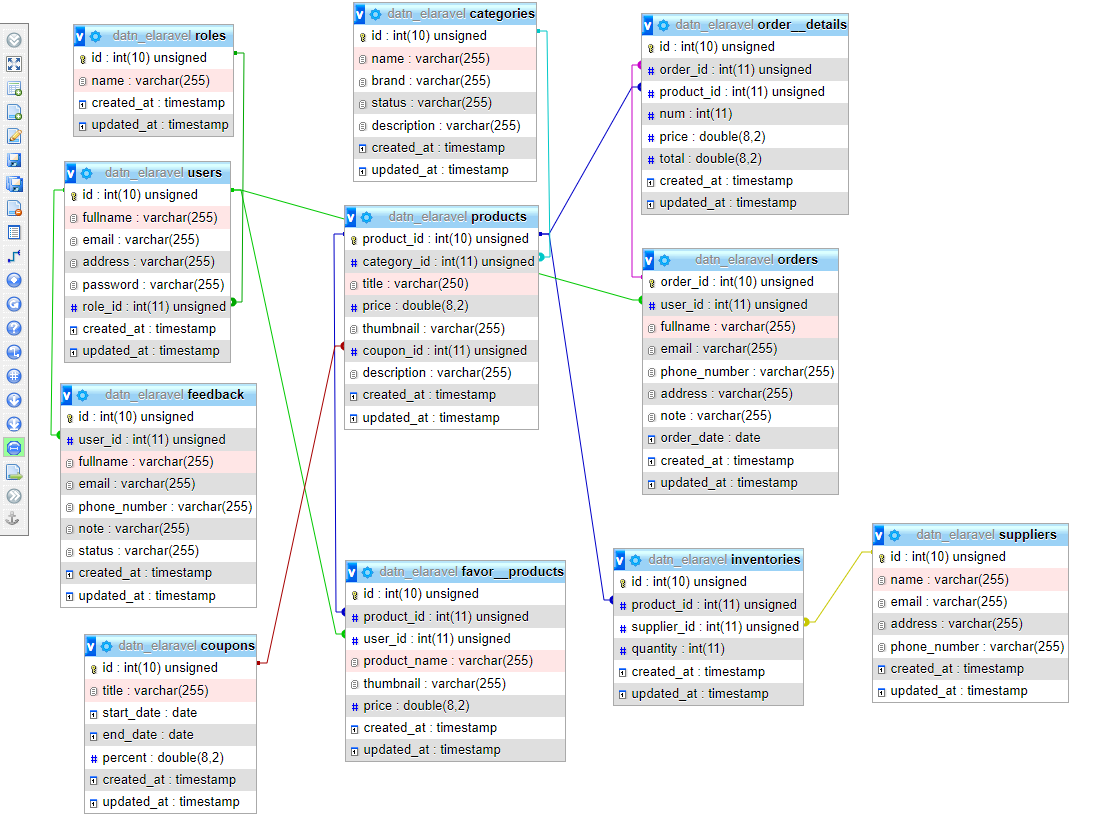 datn_elaravel roles
id : int(10) unsigned
name : varchar(255)
created_at : timestamp
updated_at : timestamp
datn_elaravel users
id : int(10) unsigned
fullname : varchar(255)
email : varchar(255)
address : varchar(255)
password : varchar(255)
role_id : int(11) unsigned
created_at : timestamp
updated_at : timestamp
datn_elaravel feedback
id : int(10) unsigned
user_id : int(11) unsigned
fullname : varchar(255)
email : varchar(255)
phone_number : varchar(255)
note : varchar(255)
status : varchar(255)
created_at : timestamp
updated_at : timestamp
datn_elaravel coupons
id : int(10) unsigned
title : varchar(255)
start_date : date
end_date : date
percent : double(8,2)
created_at : timestamp
updated_at : timestamp
datn_elaravel categories
id : int(10) unsigned
name : varchar(255)
brand : varchar(255)
status : varchar(255)
description : varchar(255)
created_at : timestamp
updated_at : timestamp
datn_elaravel products
product_id : int(10) unsigned
category_id : int(11) unsigned
title : varchar(250)
price : double(8,2)
thumbnail : varchar(255)
coupon_id : int(11) unsigned
description : varchar(255)
created_at : timestamp
updated_at : timestamp
datn_elaravel favor__products
id : int(10) unsigned
product_id : int(11) unsigned
user_id : int(11) unsigned
product_name : varchar(255)
thumbnail : varchar(255)
price : double(8,2)
created_at : timestamp
updated_at : timestamp
datn_elaravel order__details
id : int(10) unsigned
order_id : int(11) unsigned
product_id : int(11) unsigned
num : int(11)
price : double(8,2)
total : double(8,2)
created_at : timestamp
updated_at : timestamp
datn_elaravel orders
order_id : int(10) unsigned
user_id : int(11) unsigned
fullname : varchar(255)
email : varchar(255)
phone_number : varchar(255)
address : varchar(255)
note : varchar(255)
order_date : date
created_at : timestamp
updated_at : timestamp
datn_elaravel inventories
id : int(10) unsigned
product_id : int(11) unsigned
supplier_id : int(11) unsigned
quantity : int(11)
created_at : timestamp
updated_at : timestamp
datn_elaravel suppliers
id : int(10) unsigned
name : varchar(255)
email : varchar(255)
address : varchar(255)
phone_number : varchar(255)
created_at : timestamp
updated_at : timestamp